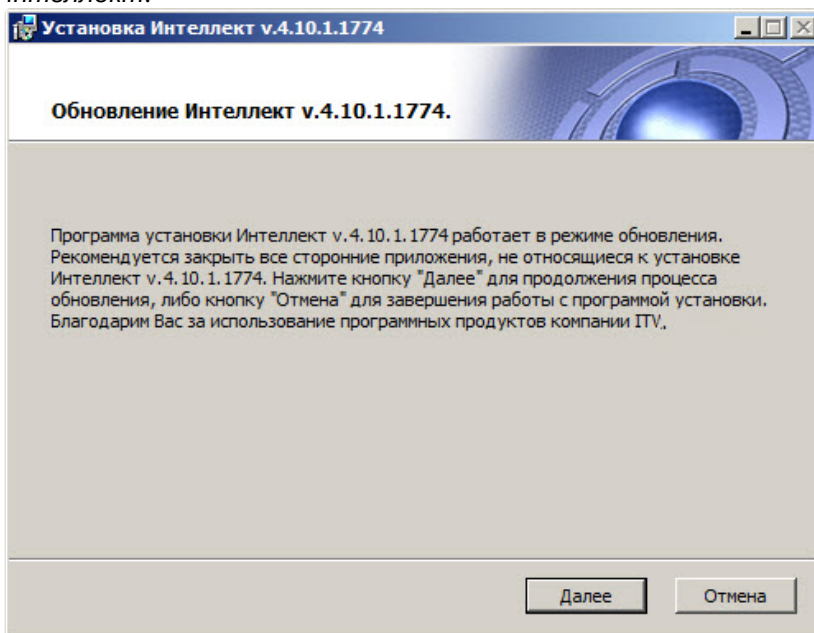 Интеллект.
Установка Интеллект v.4.10.1.1774
Обновление Интеллект v.4.10.1.1774.
Программа установки Интеллект v.4.10.1.1774 работает в режиме обновления.
Рекомендуется закрыть все сторонние приложения, не относящиеся к установке
Интеллект v.4.10.1.1774. Нажмите кнопку "Далее" для продолжения процесса
обновления, либо кнопку "Отмена" для завершения работы с программой установки.
Благодарим Вас за использование программных продуктов компании ITV.
Далее
Отмена